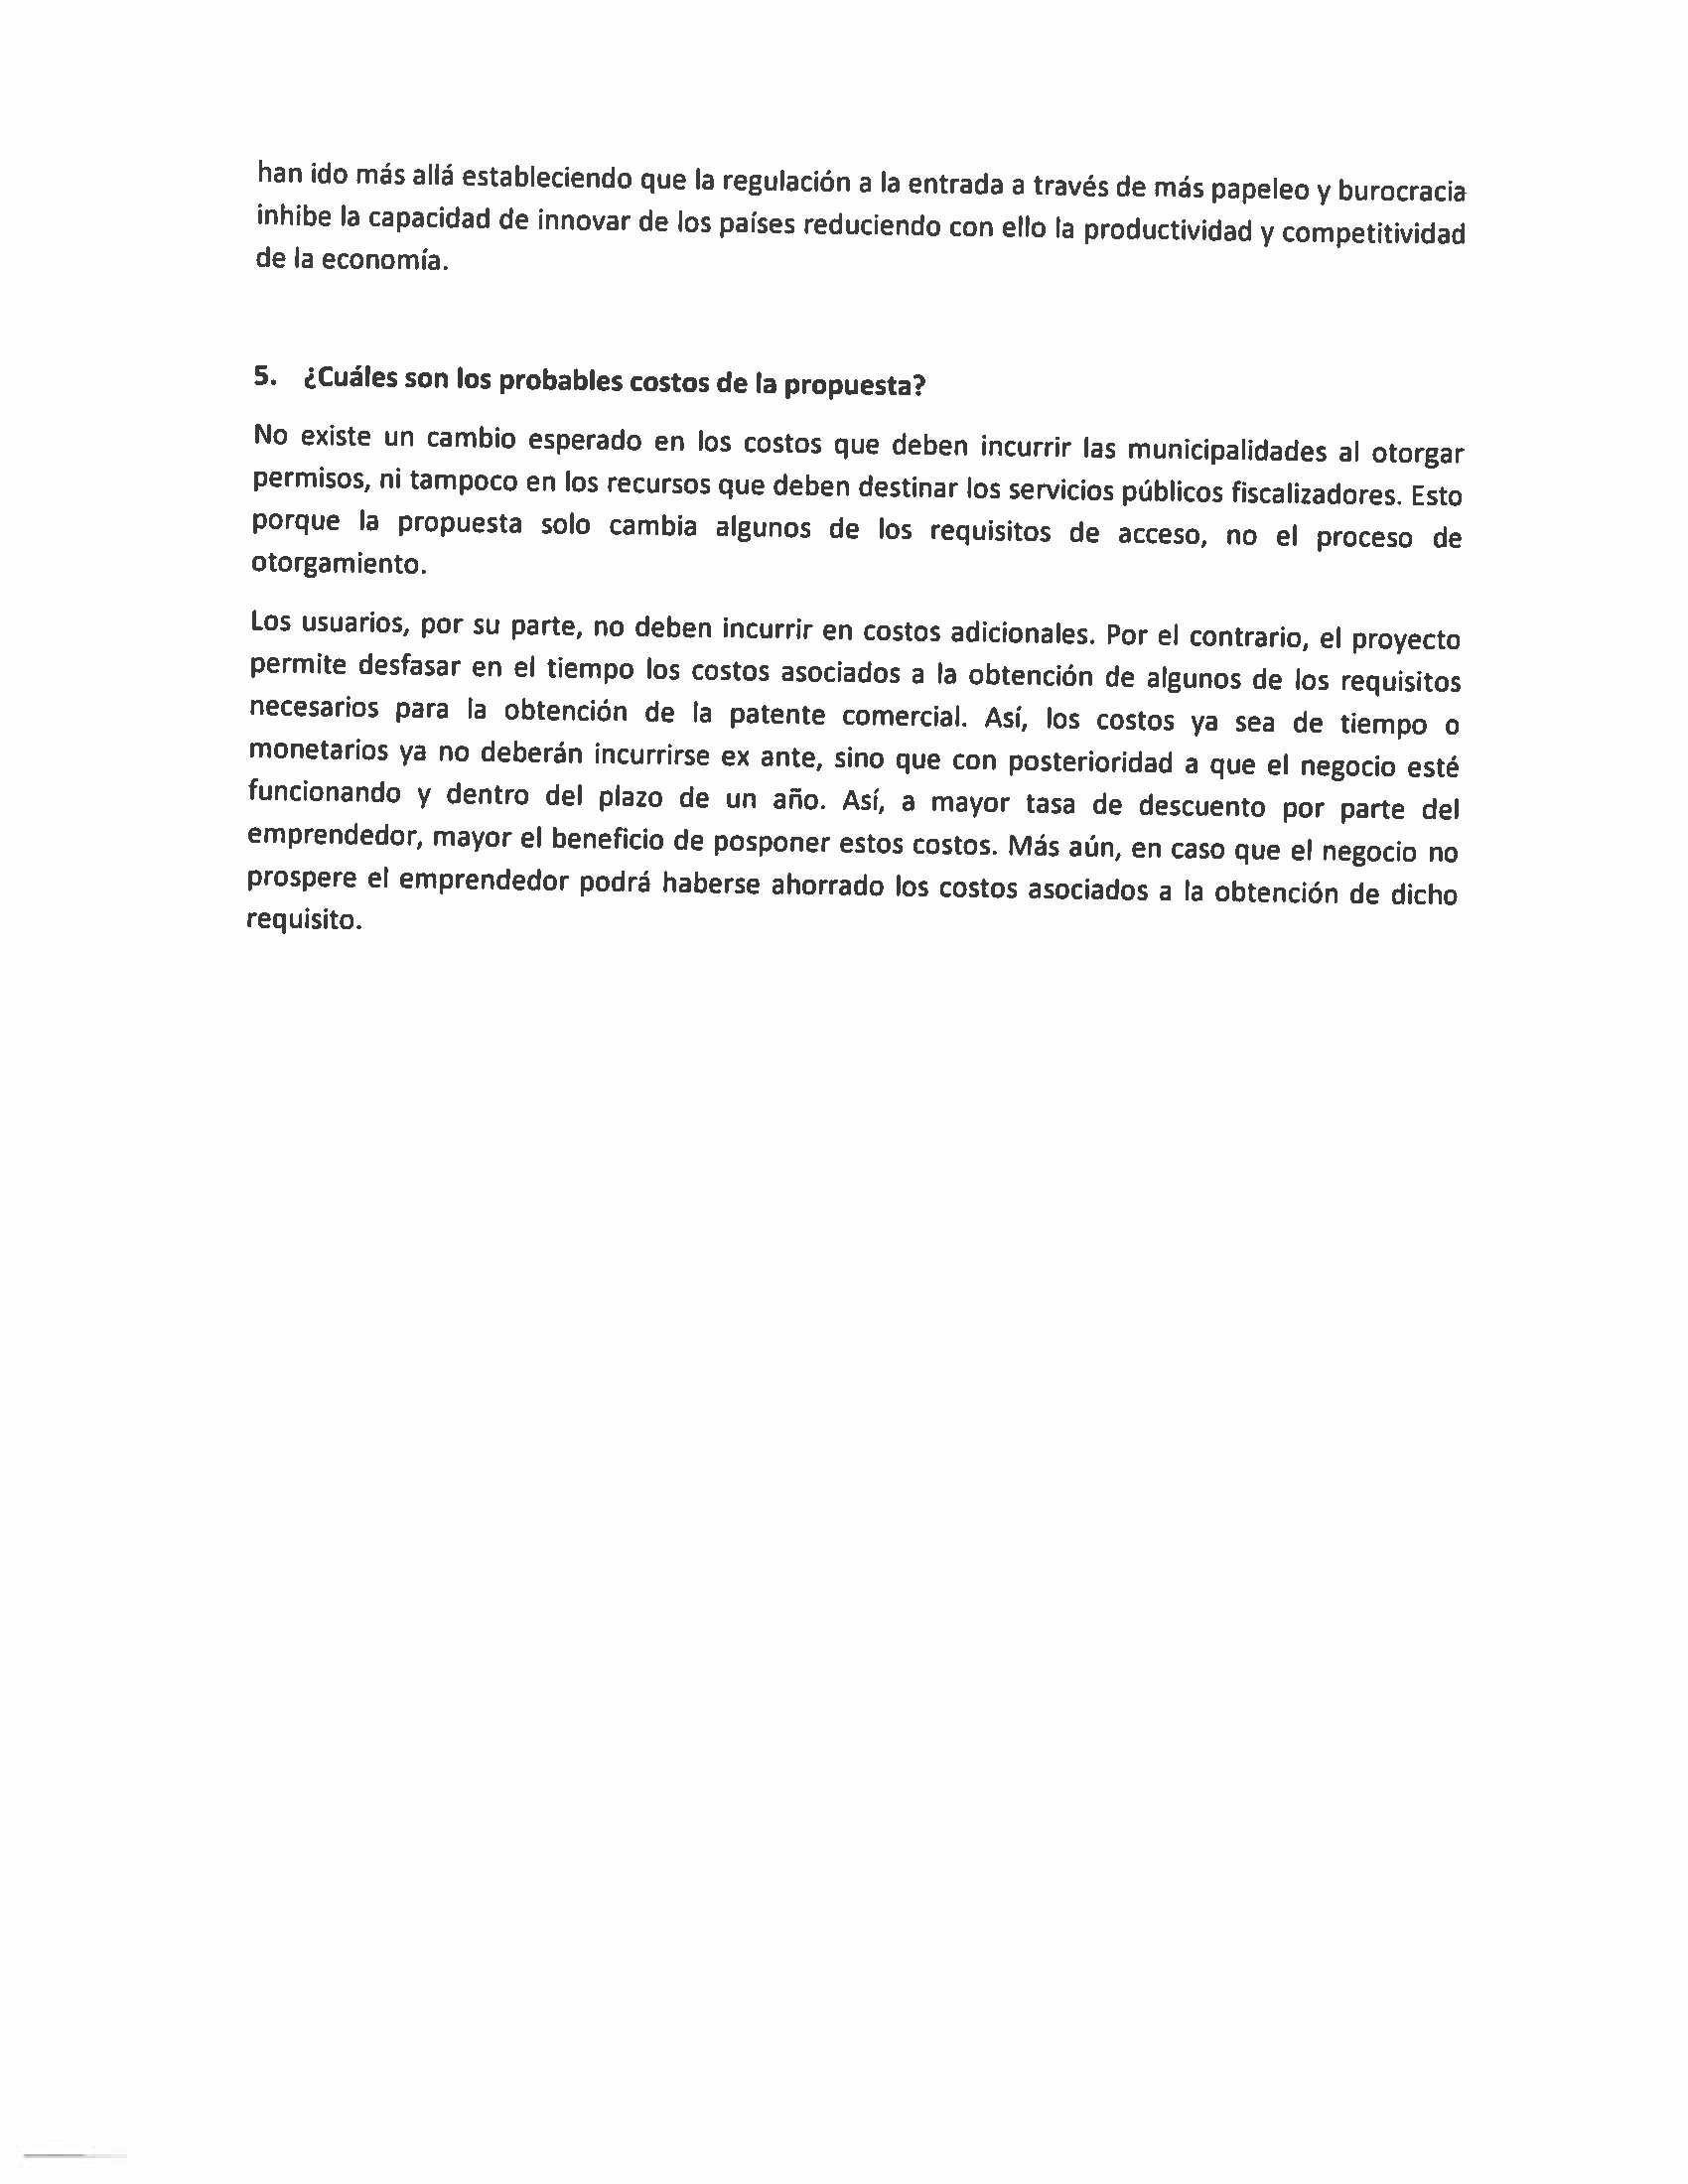 han ido más allá estableciendo que la regulación a la entrada a través de más papeleo y burocracia
inhibe la capacidad de innovar de los países reduciendo con ello la productividad y competitividad
de la economía.
5. ¿Cuáles son los probables costos de la propuesta?
No existe un cambio esperado en los costos que deben incurrir las municipalidades al otorgar
permisos, ni tampoco en los recursos que deben destinar los servicios públicos fiscalizadores. Esto
porque la propuesta solo cambia algunos de los requisitos de acceso, no el proceso de
otorgamiento.
Los usuarios, por su parte, no deben incurrir en costos adicionales. Por el contrario, el proyecto
permite desfasar en el tiempo los costos asociados a la obtención de algunos de los requisitos
necesarios para la obtención de la patente comercial. Así, los costos ya sea de tiempo o
monetarios ya no deberán incurrirse ex ante, sino que con posterioridad a que el negocio esté
funcionando y dentro del plazo de un año. Así, a mayor tasa de descuento por parte del
emprendedor, mayor el beneficio de posponer estos costos. Más aún, en caso que el negocio no
prospere el emprendedor podrá haberse ahorrado los costos asociados a la obtención de dicho
requisito.